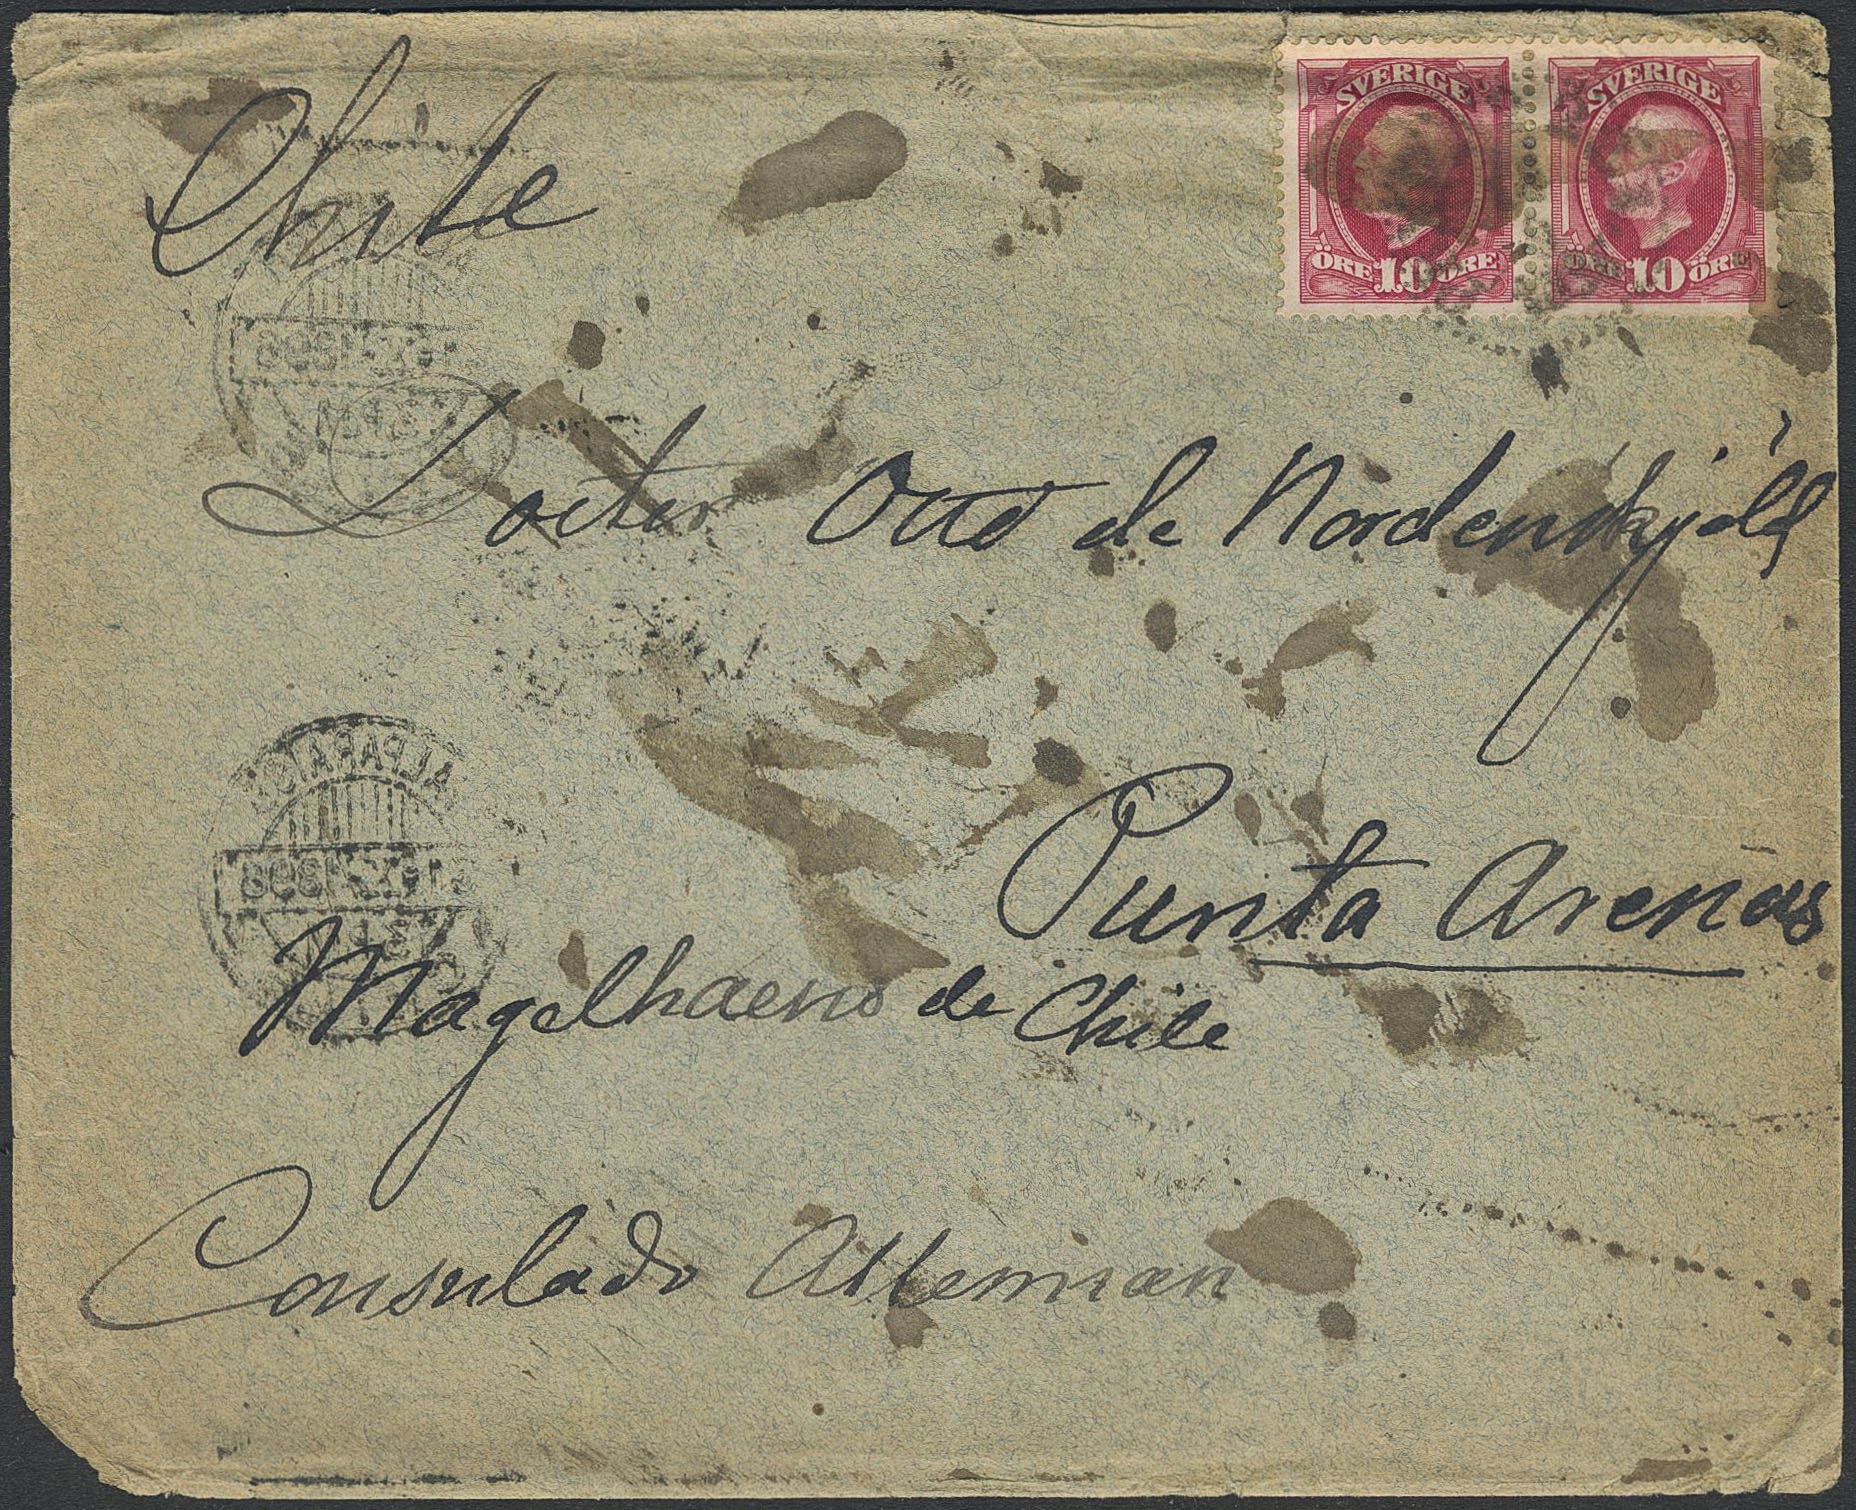 Chile
SVERIGE SVERIGE
ÖRE 10 ÖRE ÖRE 10 ÖRE
Doctor Otto de Nordenskjöld
Punta Arenas
Magelhaens de Chile
Consulado Alleman